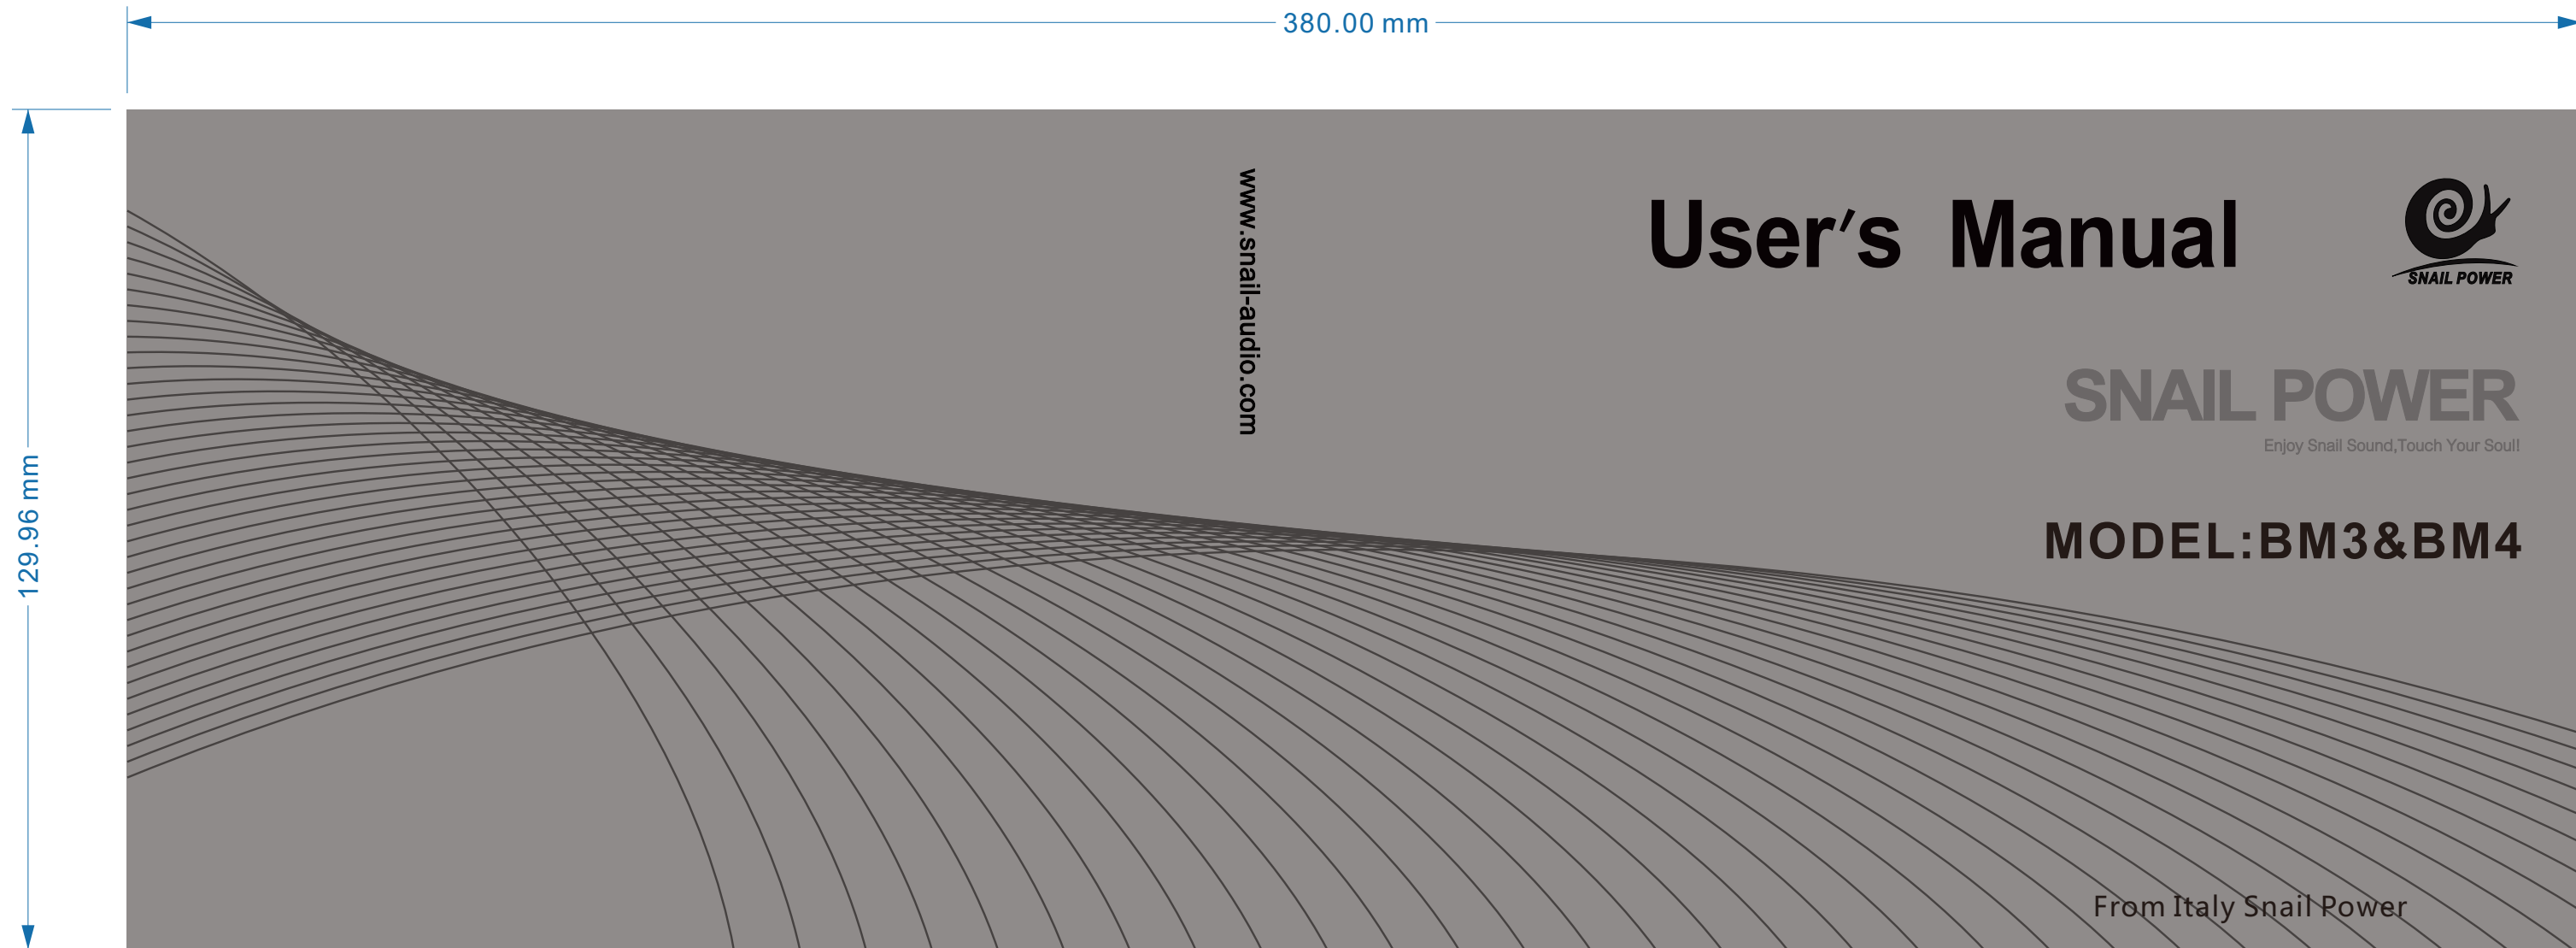 380.00 mm
129.96 mm
www.snail-audio.com
User's Manual
SNAIL POWER
SNAIL POWER
Enjoy Snail Sound,Touch Your Soul!
MODEL:BM3&BM4
From Italy Snail Power